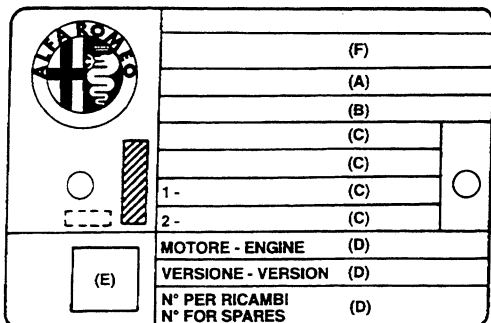 ALFA ROMEO
(F)
(A)
(B)
(C)
(C)
1 - (C)
2 - (C)
MOTORE - ENGINE (D)
(E)
VERSIONE - VERSION (D)
N° PER RICAMBI
N° FOR SPARES (D)